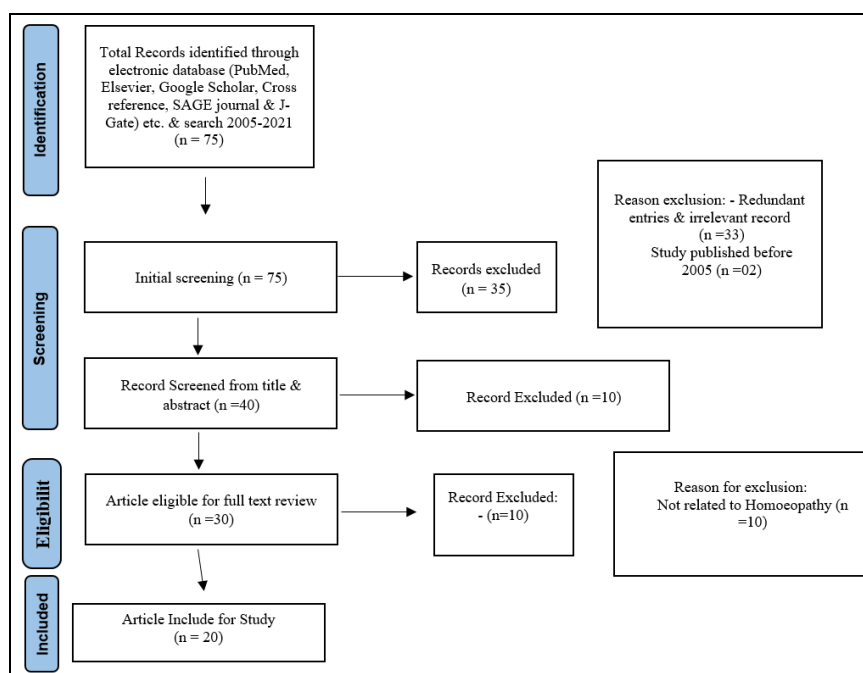 Identification
Total Records identified through
electronic database (PubMed,
Elsevier, Google Scholar, Cross
reference, SAGE journal & J-
Gate) etc. & search 2005-2021
(n = 75)
Reason exclusion: - Redundant
entries & irrelevant record
(n =33)
Study published before
2005 (n =02)
Screening
Initial screening (n = 75)
Records excluded
(n = 35)
Record Screened from title &
abstract (n =40)
Record Excluded (n =10)
Eligibilit
Article eligible for full text review
(n =30)
Record Excluded:
- (n=10)
Reason for exclusion:
Not related to Homoeopathy (n
=10)
Included
Article Include for Study
(n = 20)